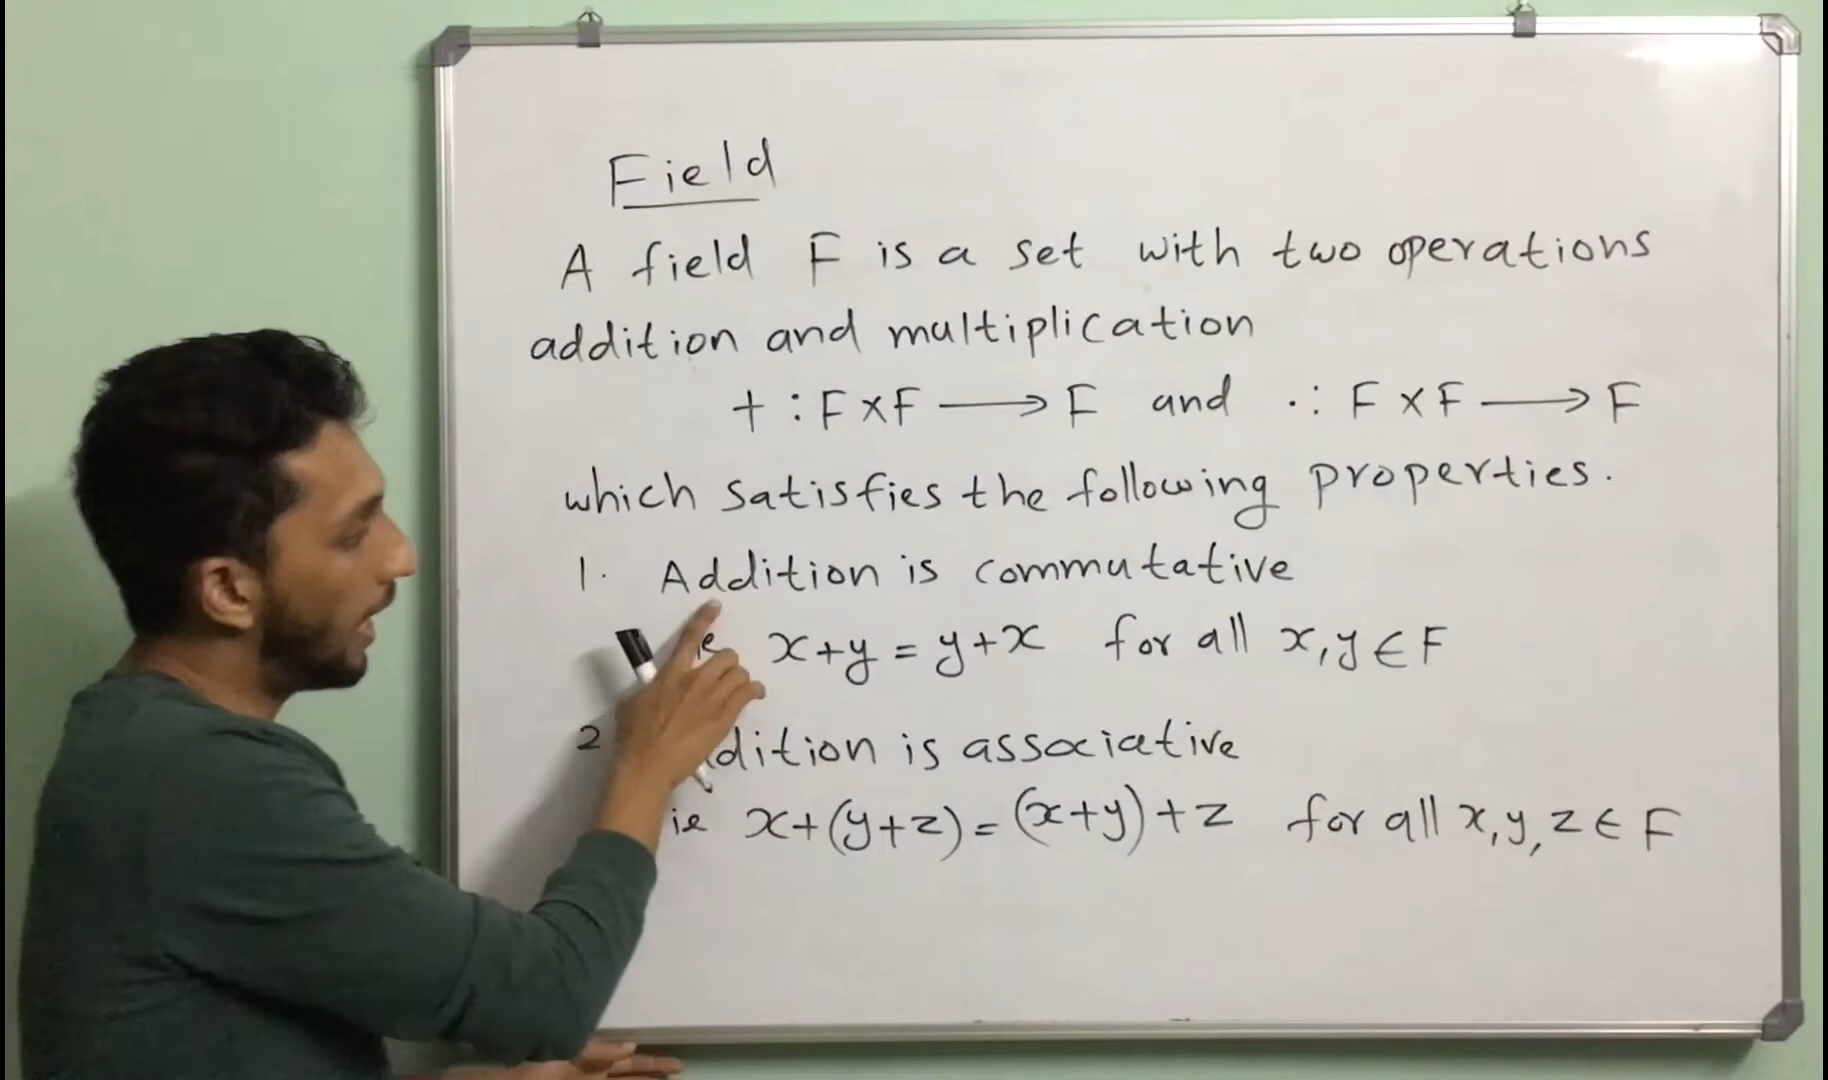 Field
A field F is a set with two operations
addition and multiplication
+ : F×F ⟶ F and · : F×F ⟶ F
which satisfies the following properties.
1. Addition is commutative
x+y = y+x for all x,y ∈ F
2 dition is associative
ie x+(y+z) = (x+y)+z for all x,y,z ∈ F